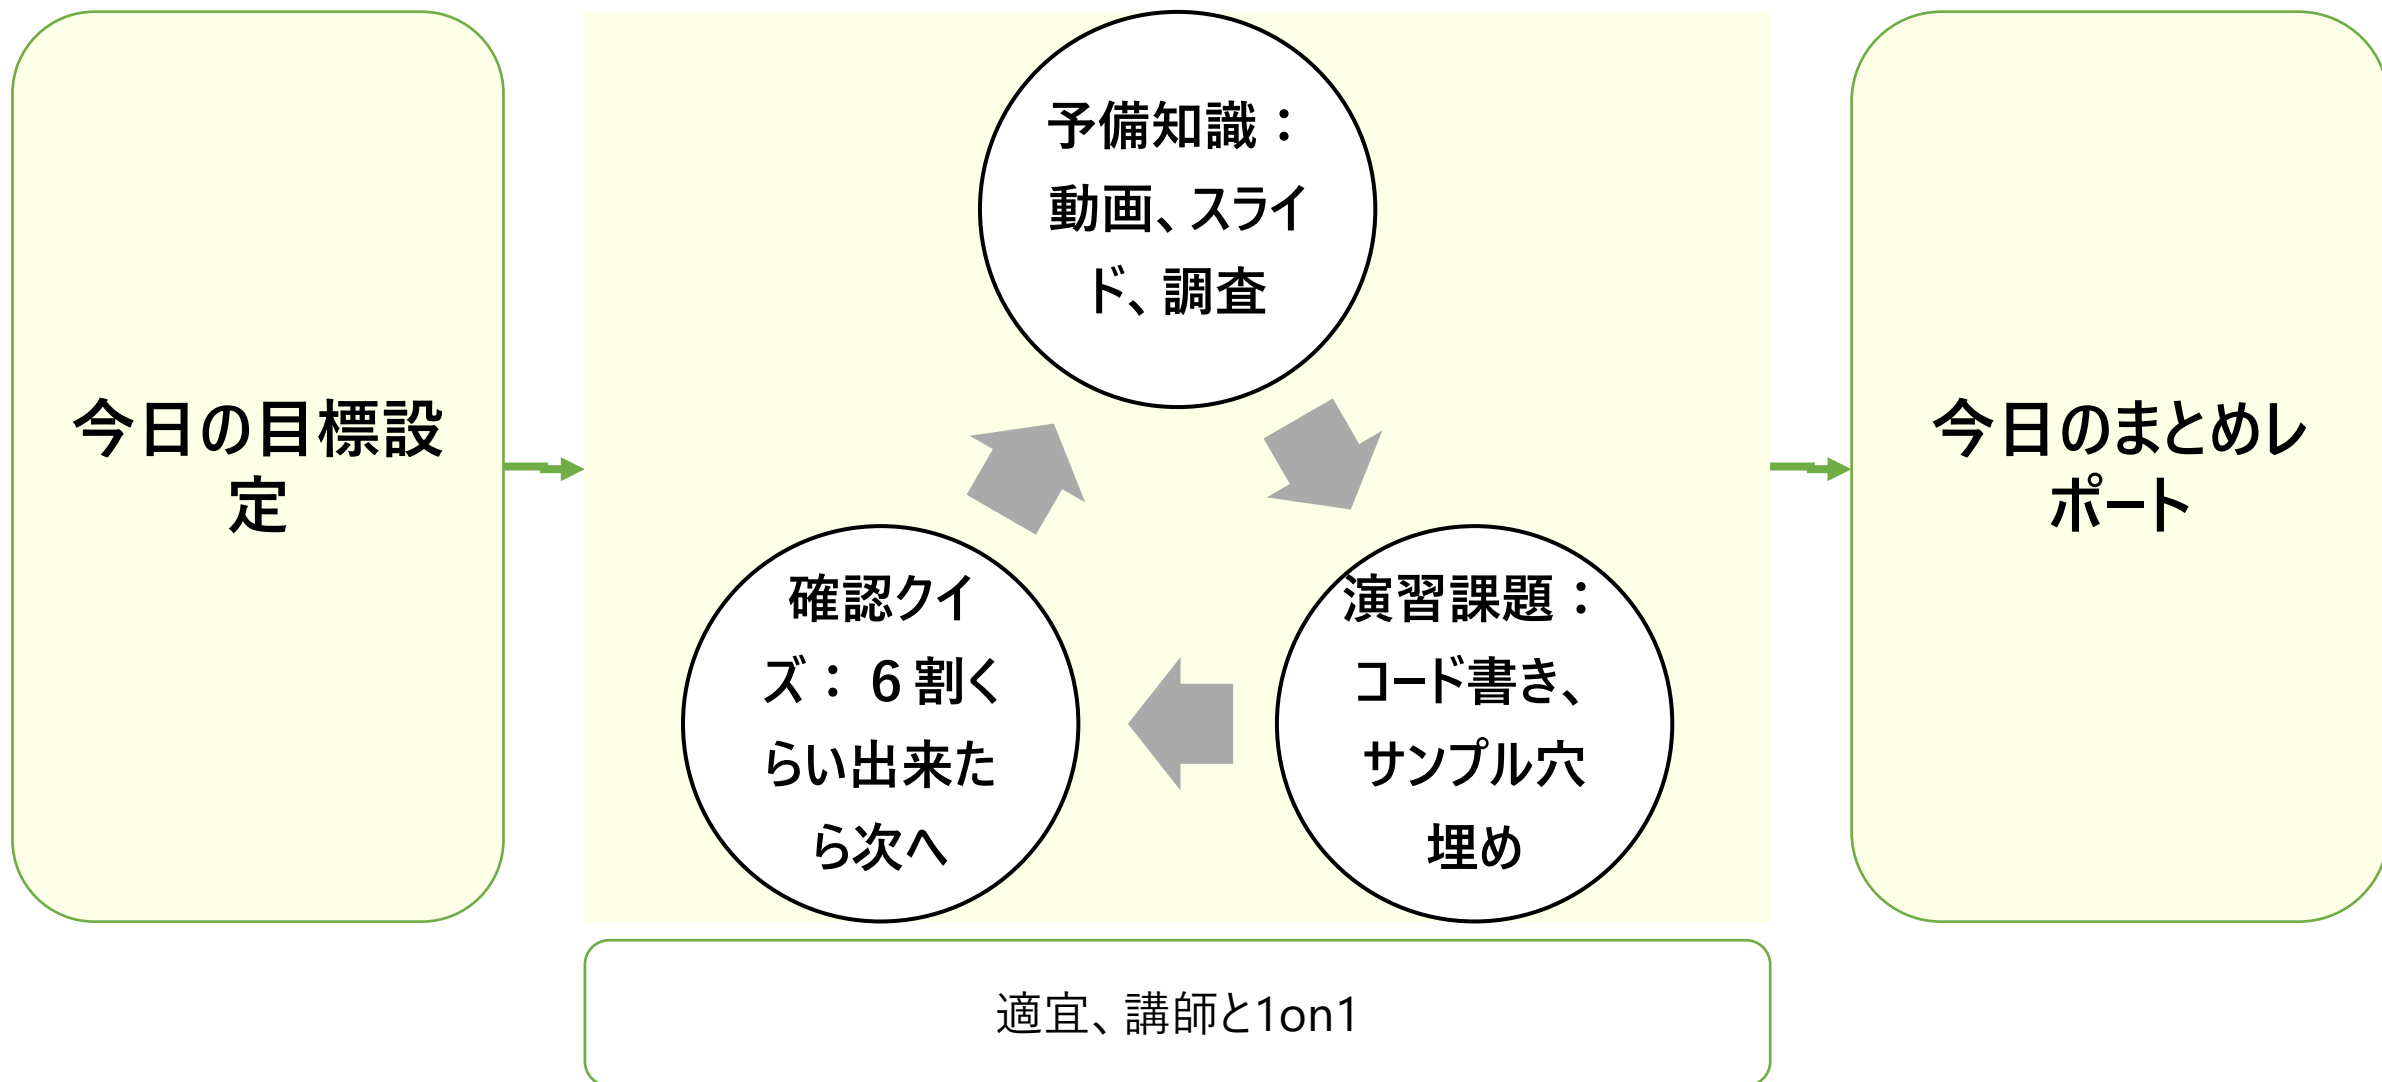 今日の目標設
定
予備知識：
動画、スライ
ド、調査
演習課題：
コード書き、
サンプル穴
埋め
確認クイ
ズ：６割く
らい出来た
ら次へ
適宜、講師と1on1
今日のまとめレ
ポート